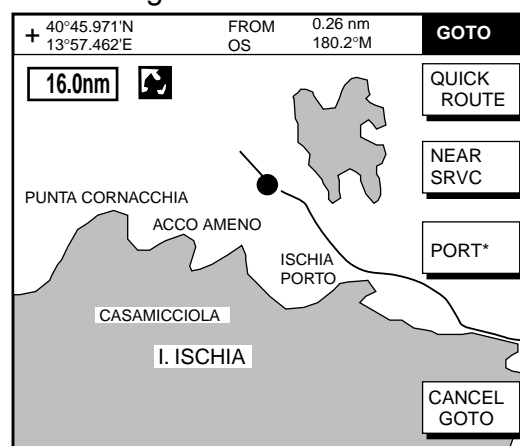 40°45.971'N
13°57.462'E
FROM
OS
0.26 nm
180.2°M
GOTO
16.0nm
QUICK
ROUTE
NEAR
SRVC
PORT*
CANCEL
GOTO
PUNTA CORNACCHIA
ACCO AMENO
ISCHIA
PORTO
CASAMICCIOLA
I. ISCHIA